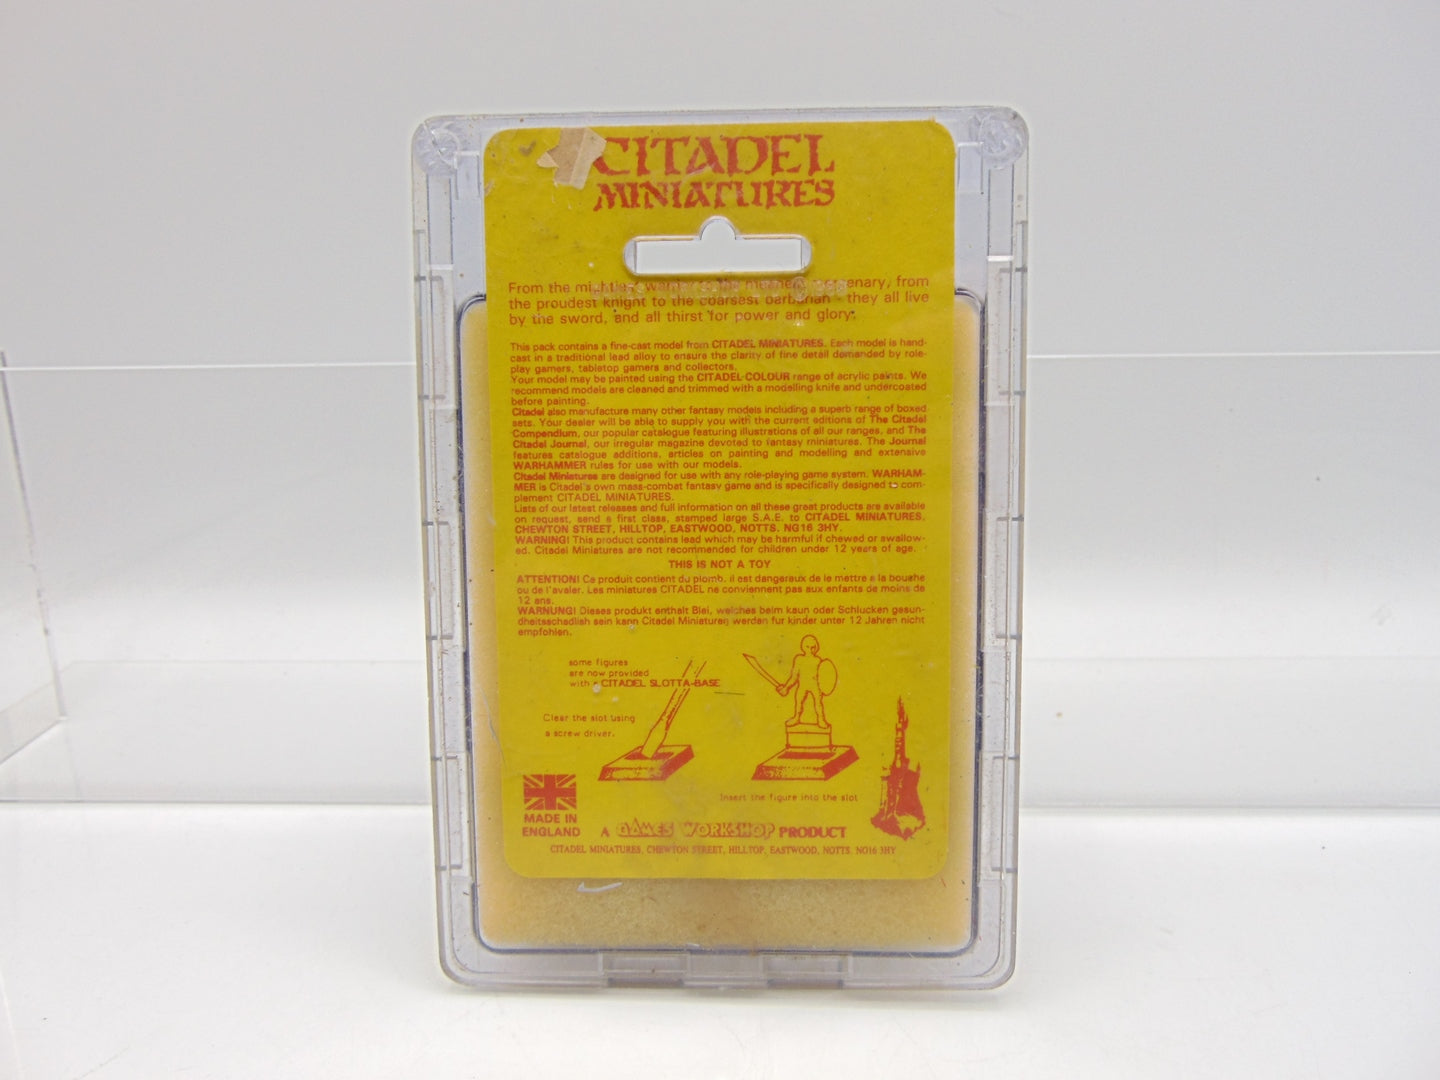 CITADEL
MINIATURES
From the mightiest warrior to the meanest mercenary, from
the proudest knight to the coarsest barbarian - they all live
by the sword, and all thirst for power and glory.
This pack contains a fine-cast model from CITADEL MINIATURES. Each model is hand-
cast in a traditional lead alloy to ensure the clarity of fine detail demanded by role-
play gamers, tabletop gamers and collectors.
Your model may be painted using the CITADEL COLOUR range of acrylic paints. We
recommend models are cleaned and trimmed with a modelling knife and undercoated
before painting.
Citadel also manufacture many other fantasy models including a superb range of boxed
sets. Your dealer will be able to supply you with the current editions of The Citadel
Compendium, our popular catalogue featuring illustrations of all our ranges, and The
Citadel Journal, our irregular magazine devoted to fantasy miniatures. The Journal
features catalogue additions, articles on painting and modelling and extensive
WARHAMMER rules for use with our models.
Citadel Miniatures are designed for use with any role-playing game system. WARHAM-
MER is Citadel's own mass-combat fantasy game and is specifically designed to com-
plement CITADEL MINIATURES.
Lists of our latest releases and full information on all these great products are available
on request, send a first class, stamped large S.A.E. to CITADEL MINIATURES,
CHEWTON STREET, HILLTOP, EASTWOOD, NOTTS. NG16 3HY.
WARNING! This product contains lead which may be harmful if chewed or swallow-
ed. Citadel Miniatures are not recommended for children under 12 years of age.
THIS IS NOT A TOY
ATTENTION! Ce produit contient du plomb. il est dangereux de le mettre a la bouche
ou de l'avaler. Les miniatures CITADEL ne conviennent pas aux enfants de moins de
12 ans.
WARNUNG! Dieses produkt enthalt Blei, welches beim kaun oder Schlucken gesun-
dheitsschadlish sein kann Citadel Miniaturen werden fur kinder unter 12 Jahren nicht
empfohlen.
some figures
are now provided
with a CITADEL SLOTTA-BASE
Clear the slot using
a screw driver.
Insert the figure into the slot
MADE IN
ENGLAND
A GAMES WORKSHOP PRODUCT
CITADEL MINIATURES, CHEWTON STREET, HILLTOP, EASTWOOD, NOTTS. NG16 3HY